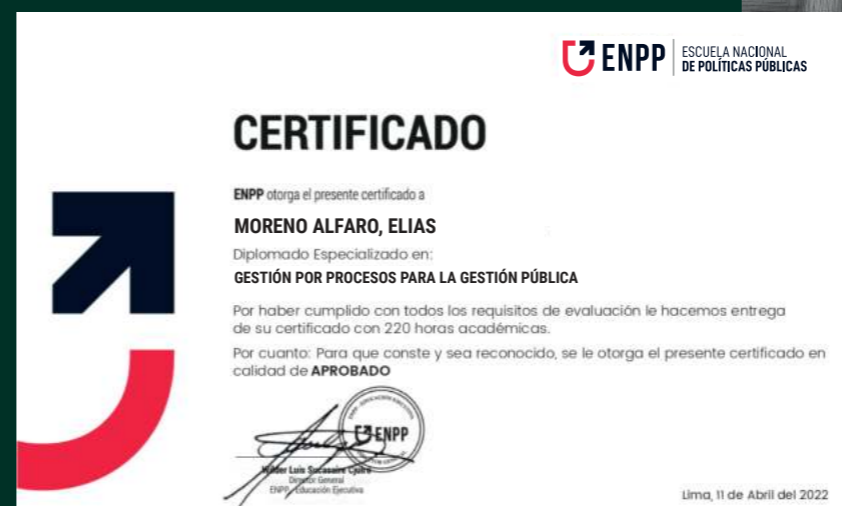 ENPP ESCUELA NACIONAL
DE POLÍTICAS PÚBLICAS
CERTIFICADO
ENPP otorga el presente certificado a
MORENO ALFARO, ELIAS
Diplomado Especializado en:
GESTIÓN POR PROCESOS PARA LA GESTIÓN PÚBLICA
Por haber cumplido con todos los requisitos de evaluación le hacemos entrega
de su certificado con 220 horas académicas.
Por cuanto: Para que conste y sea reconocido, se le otorga el presente certificado en
calidad de APROBADO
ENPP
Luis
Director General
ENPP Educación Ejecutiva
Lima, 11 de Abril del 2022